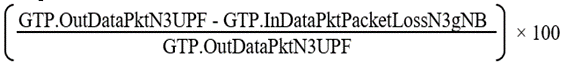 GTP.OutDataPktN3UPF - GTP.InDataPktPacketLossN3gNB
GTP.OutDataPktN3UPF
× 100